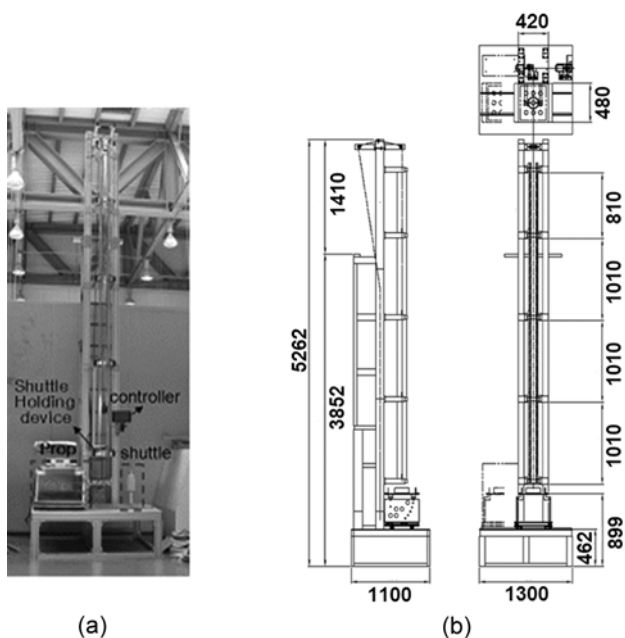 Shuttle
Holding
device
controller
Prop
shuttle
(a)
420
480
1410
5262
3852
1100
810
1010
1010
1010
899
462
1300
(b)